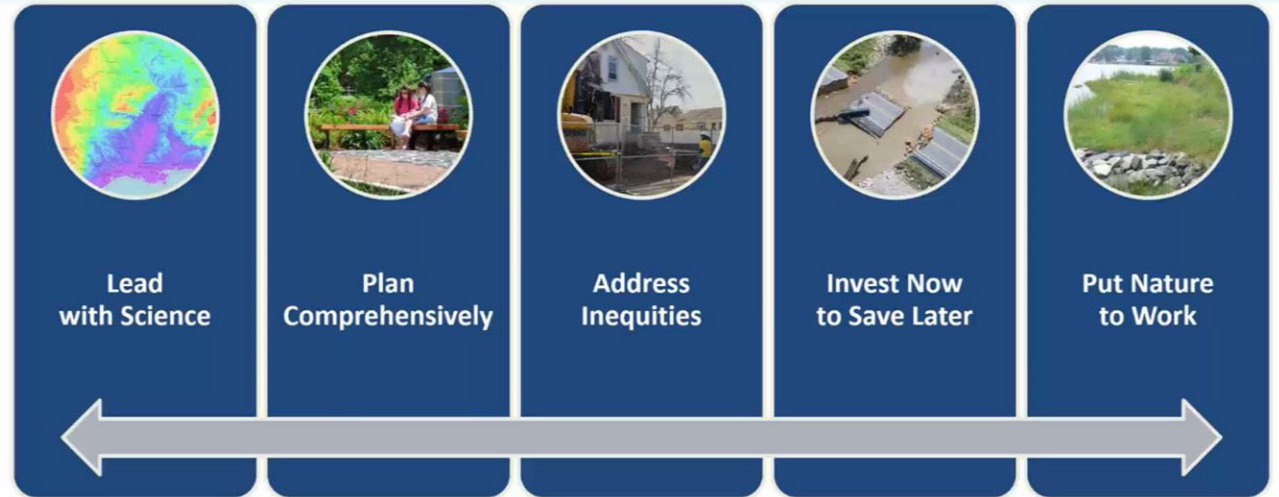 Lead
with Science
Plan
Comprehensively
Address
Inequities
Invest Now
to Save Later
Put Nature
to Work